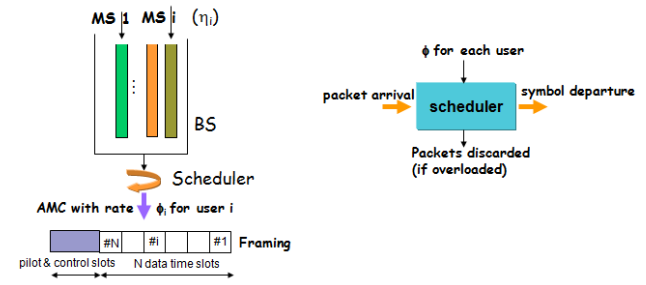 MS 1 MS i (ηi)
⋮
BS
Scheduler
AMC with rate ϕi for user i
#N #i #1 Framing
pilot & control slots N data time slots
ϕ for each user
packet arrival
scheduler
symbol departure
Packets discarded
(if overloaded)